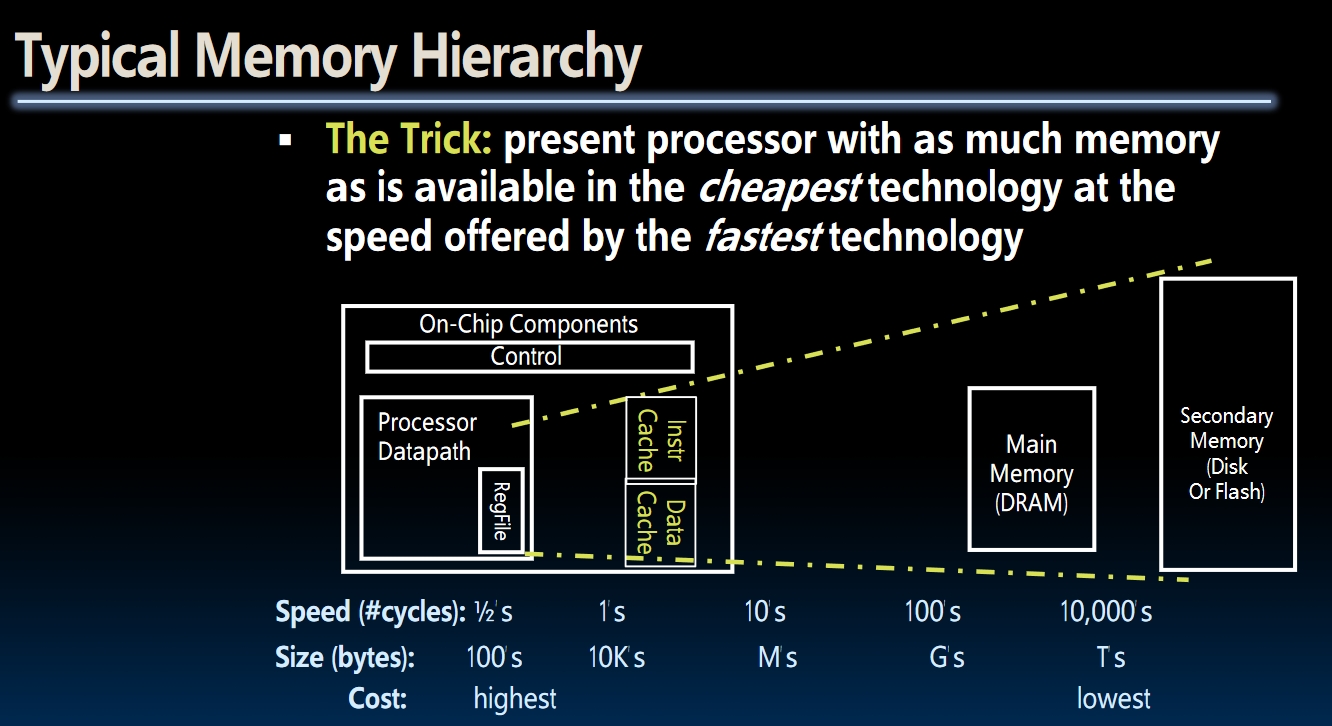 Typical Memory Hierarchy
▪ The Trick: present processor with as much memory
as is available in the cheapest technology at the
speed offered by the fastest technology
On-Chip Components
Control
Processor
Datapath
RegFile
Instr
Cache
Data
Cache
Main
Memory
(DRAM)
Secondary
Memory
(Disk
Or Flash)
Speed (#cycles): ½'s 1's 10's 100's 10,000's
Size (bytes): 100's 10K's M's G's T's
Cost: highest lowest